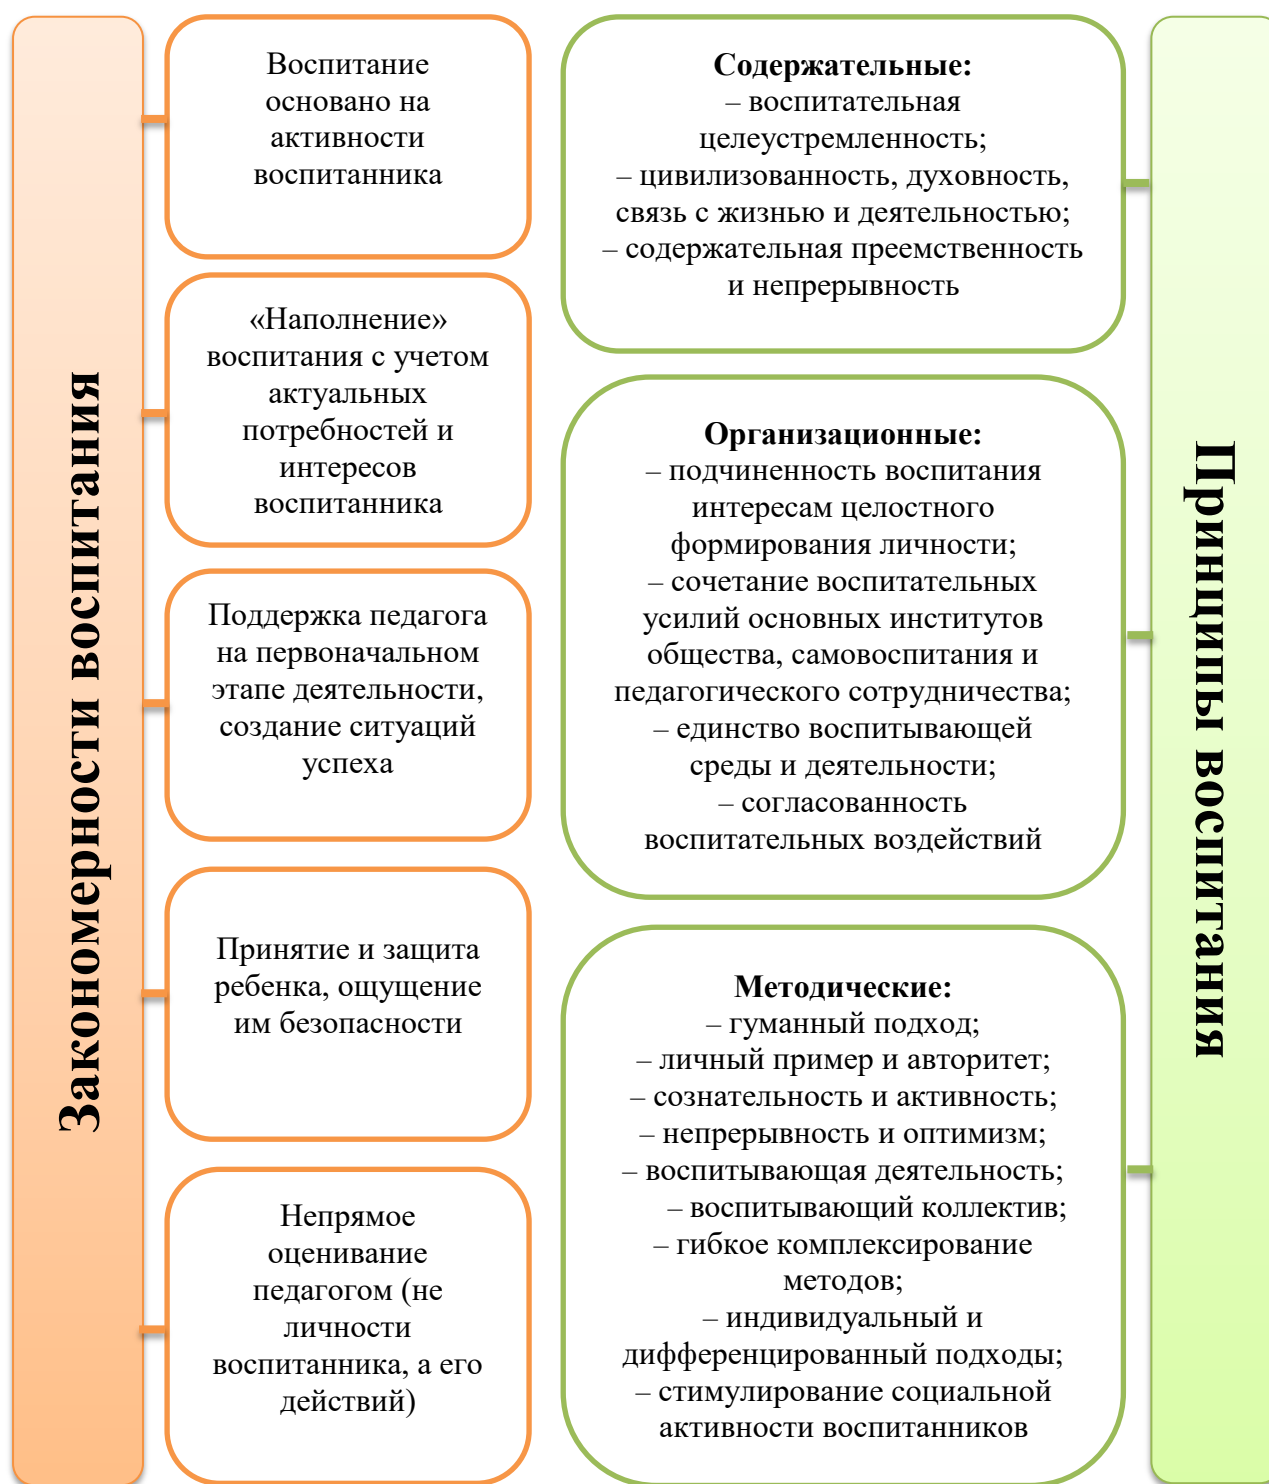 Закономерности воспитания
Воспитание
основано на
активности
воспитанника
«Наполнение»
воспитания с учетом
актуальных
потребностей и
интересов
воспитанника
Поддержка педагога
на первоначальном
этапе деятельности,
создание ситуаций
успеха
Принятие и защита
ребенка, ощущение
им безопасности
Непрямое
оценивание
педагогом (не
личности
воспитанника, а его
действий)
Содержательные:
– воспитательная
целеустремленность;
– цивилизованность, духовность,
связь с жизнью и деятельностью;
– содержательная преемственность
и непрерывность
Организационные:
– подчиненность воспитания
интересам целостного
формирования личности;
– сочетание воспитательных
усилий основных институтов
общества, самовоспитания и
педагогического сотрудничества;
– единство воспитывающей
среды и деятельности;
– согласованность
воспитательных воздействий
Методические:
– гуманный подход;
– личный пример и авторитет;
– сознательность и активность;
– непрерывность и оптимизм;
– воспитывающая деятельность;
– воспитывающий коллектив;
– гибкое комплексирование
методов;
– индивидуальный и
дифференцированный подходы;
– стимулирование социальной
активности воспитанников
Принципы воспитания